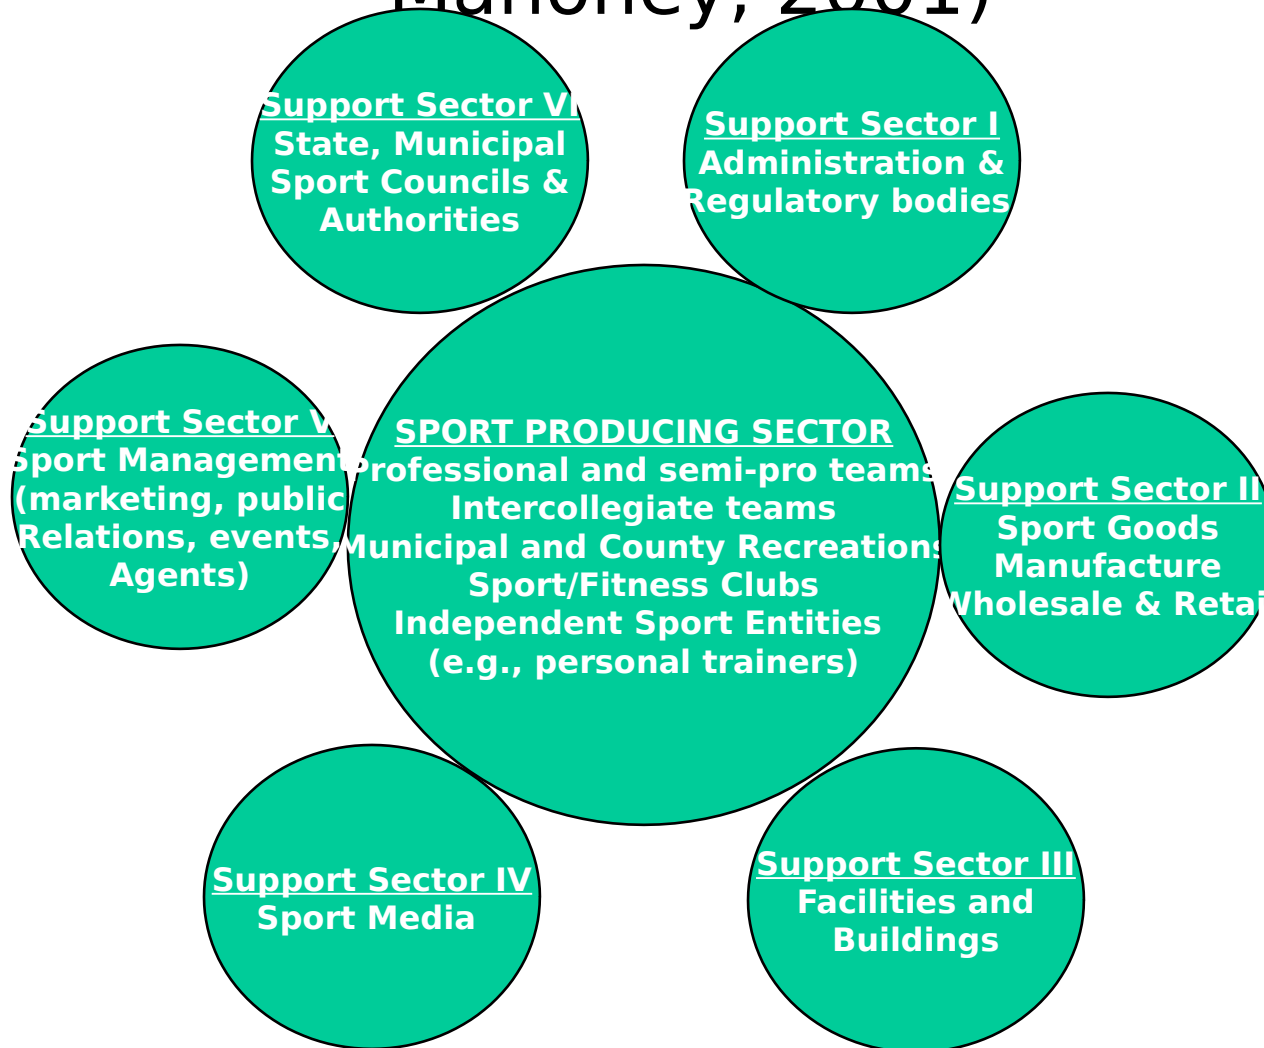 Mahoney, 2001)
Support Sector VI
State, Municipal
Sport Councils &
Authorities
Support Sector I
Administration &
Regulatory bodies
Support Sector V
Sport Management
(marketing, public
Relations, events,
Agents)
SPORT PRODUCING SECTOR
Professional and semi-pro teams
Intercollegiate teams
Municipal and County Recreations
Sport/Fitness Clubs
Independent Sport Entities
(e.g., personal trainers)
Support Sector II
Sport Goods
Manufacture
Wholesale & Retail
Support Sector IV
Sport Media
Support Sector III
Facilities and
Buildings